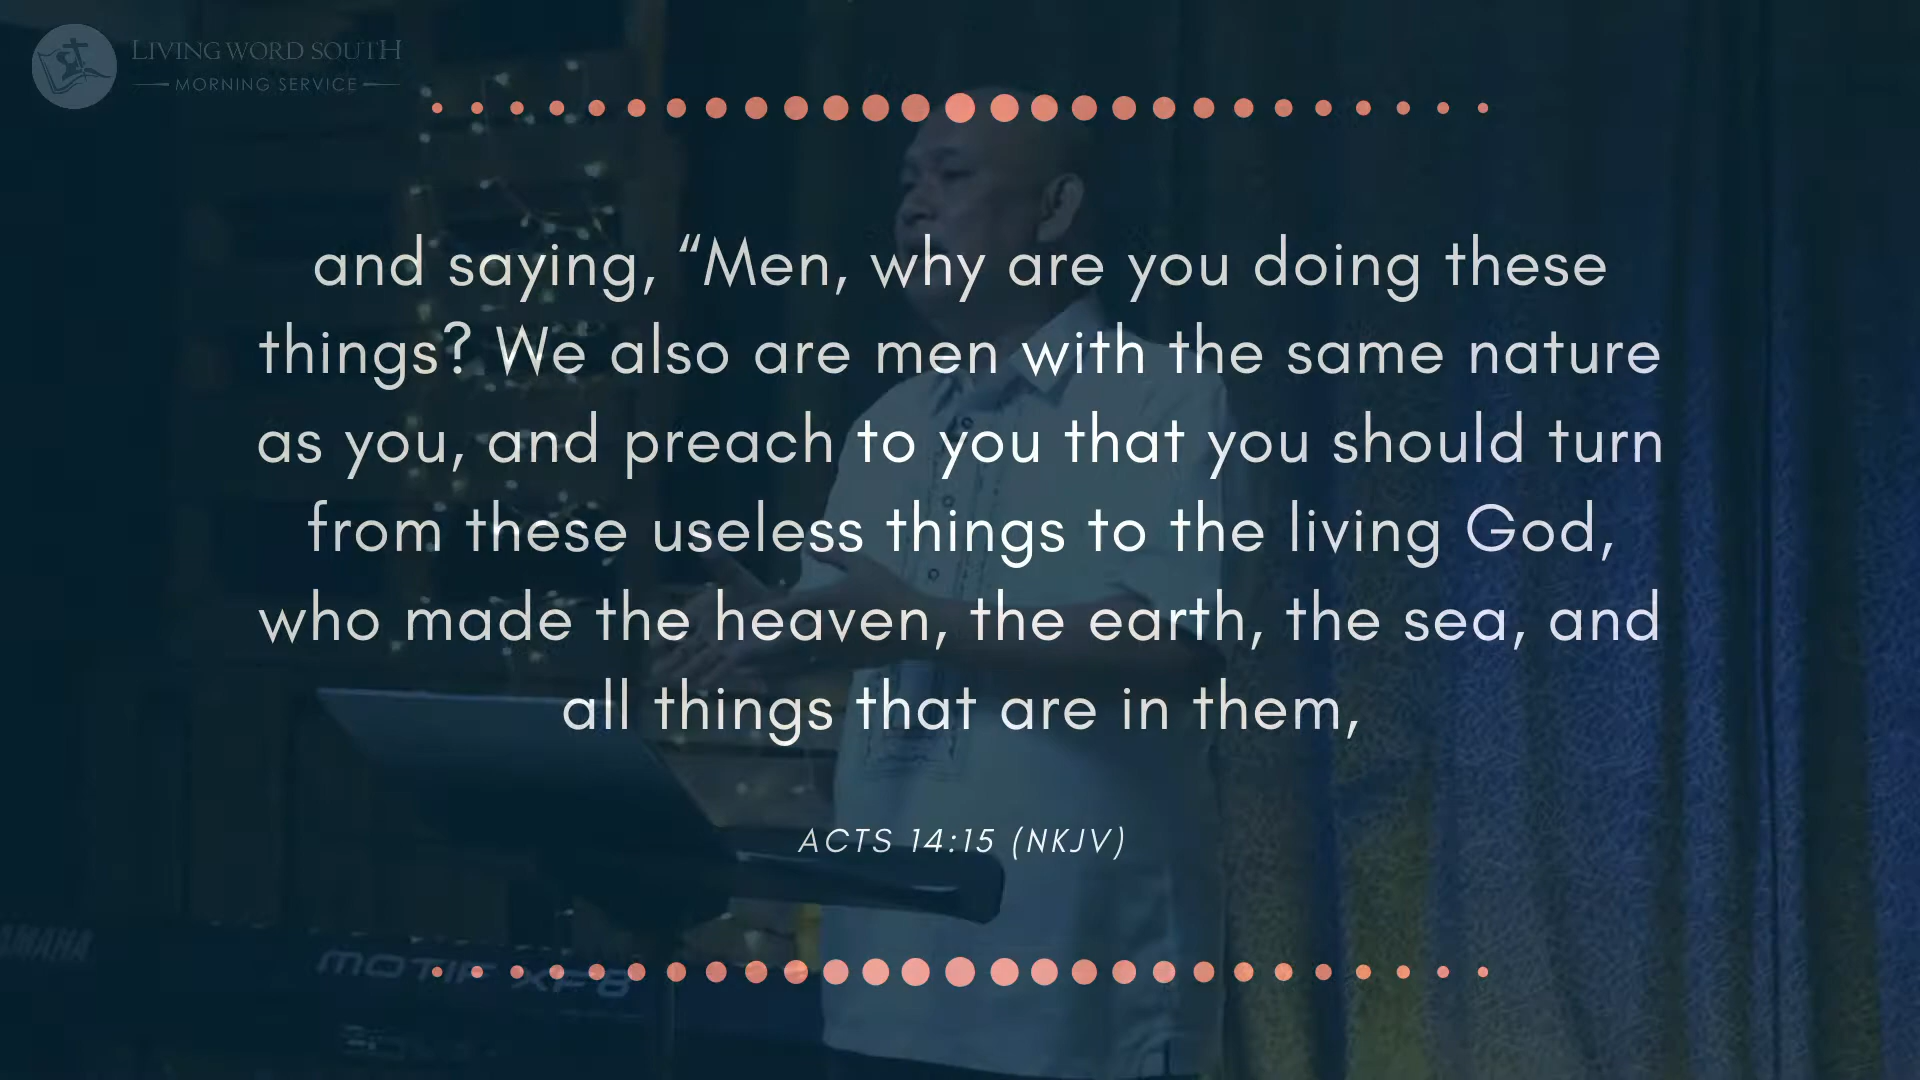 LIVING WORD SOUTH
MORNING SERVICE
and saying, “Men, why are you doing these
things? We also are men with the same nature
as you, and preach to you that you should turn
from these useless things to the living God,
who made the heaven, the earth, the sea, and
all things that are in them,
ACTS 14:15 (NKJV)
MOTIF XF8